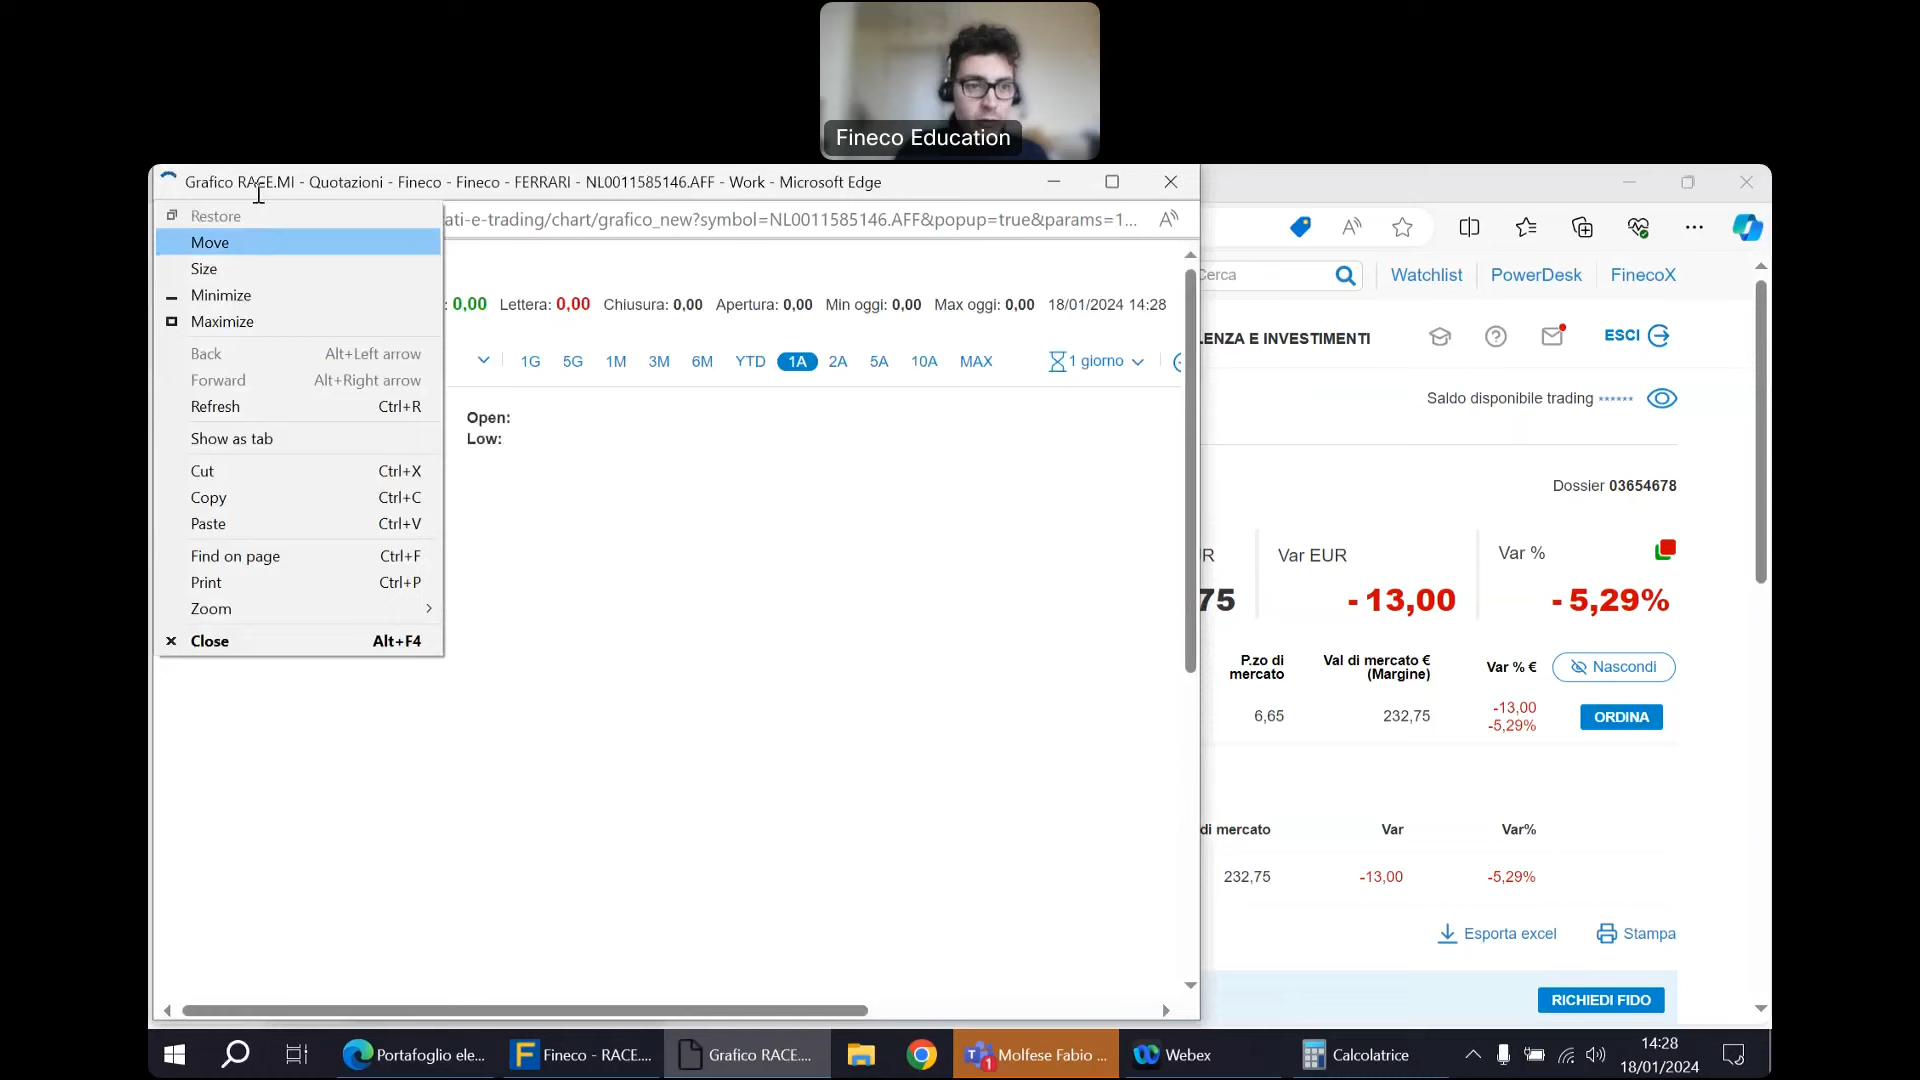 Fineco Education
Grafico RACE.MI - Quotazioni - Fineco - Fineco - FERRARI - NL0011585146.AFF - Work - Microsoft Edge
ati-e-trading/chart/grafico_new?symbol=NL0011585146.AFF&popup=true&params=1...
Restore
Move
Size
Minimize
Maximize
Back Alt+Left arrow
Forward Alt+Right arrow
Refresh Ctrl+R
Show as tab
Cut Ctrl+X
Copy Ctrl+C
Paste Ctrl+V
Find on page Ctrl+F
Print Ctrl+P
Zoom
Close Alt+F4
: 0,00 Lettera: 0,00 Chiusura: 0,00 Apertura: 0,00 Min oggi: 0,00 Max oggi: 0,00 18/01/2024 14:28
1G 5G 1M 3M 6M YTD 1A 2A 5A 10A MAX 1 giorno
Open:
Low:
Cerca Watchlist PowerDesk FinecoX
LENZA E INVESTIMENTI ESCI
Saldo disponibile trading ******
Dossier 03654678
R Var EUR Var %
75 - 13,00 - 5,29%
P.zo di mercato Val di mercato € (Margine) Var % € Nascondi
6,65 232,75 -13,00 -5,29% ORDINA
di mercato Var Var%
232,75 -13,00 -5,29%
Esporta excel Stampa
RICHIEDI FIDO
Portafoglio ele... Fineco - RACE.... Grafico RACE.... 1 Molfese Fabio ... Webex Calcolatrice
14:28
18/01/2024